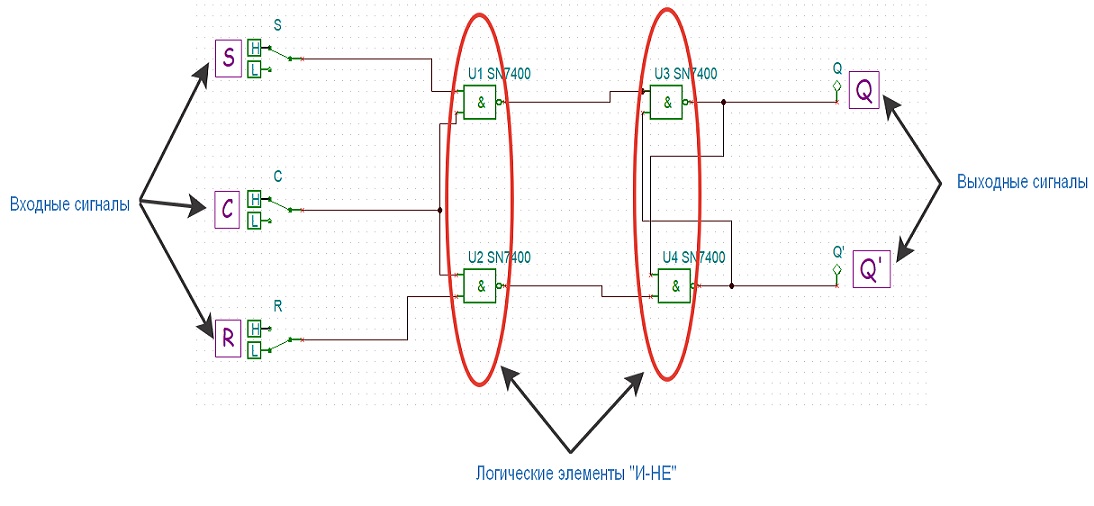 S
S
H
L
U1 SN7400
&
U3 SN7400
&
Q
Q
Входные сигналы
C
C
H
L
Выходные сигналы
U2 SN7400
&
U4 SN7400
&
Q'
Q'
R
R
H
L
Логические элементы "И-НЕ"